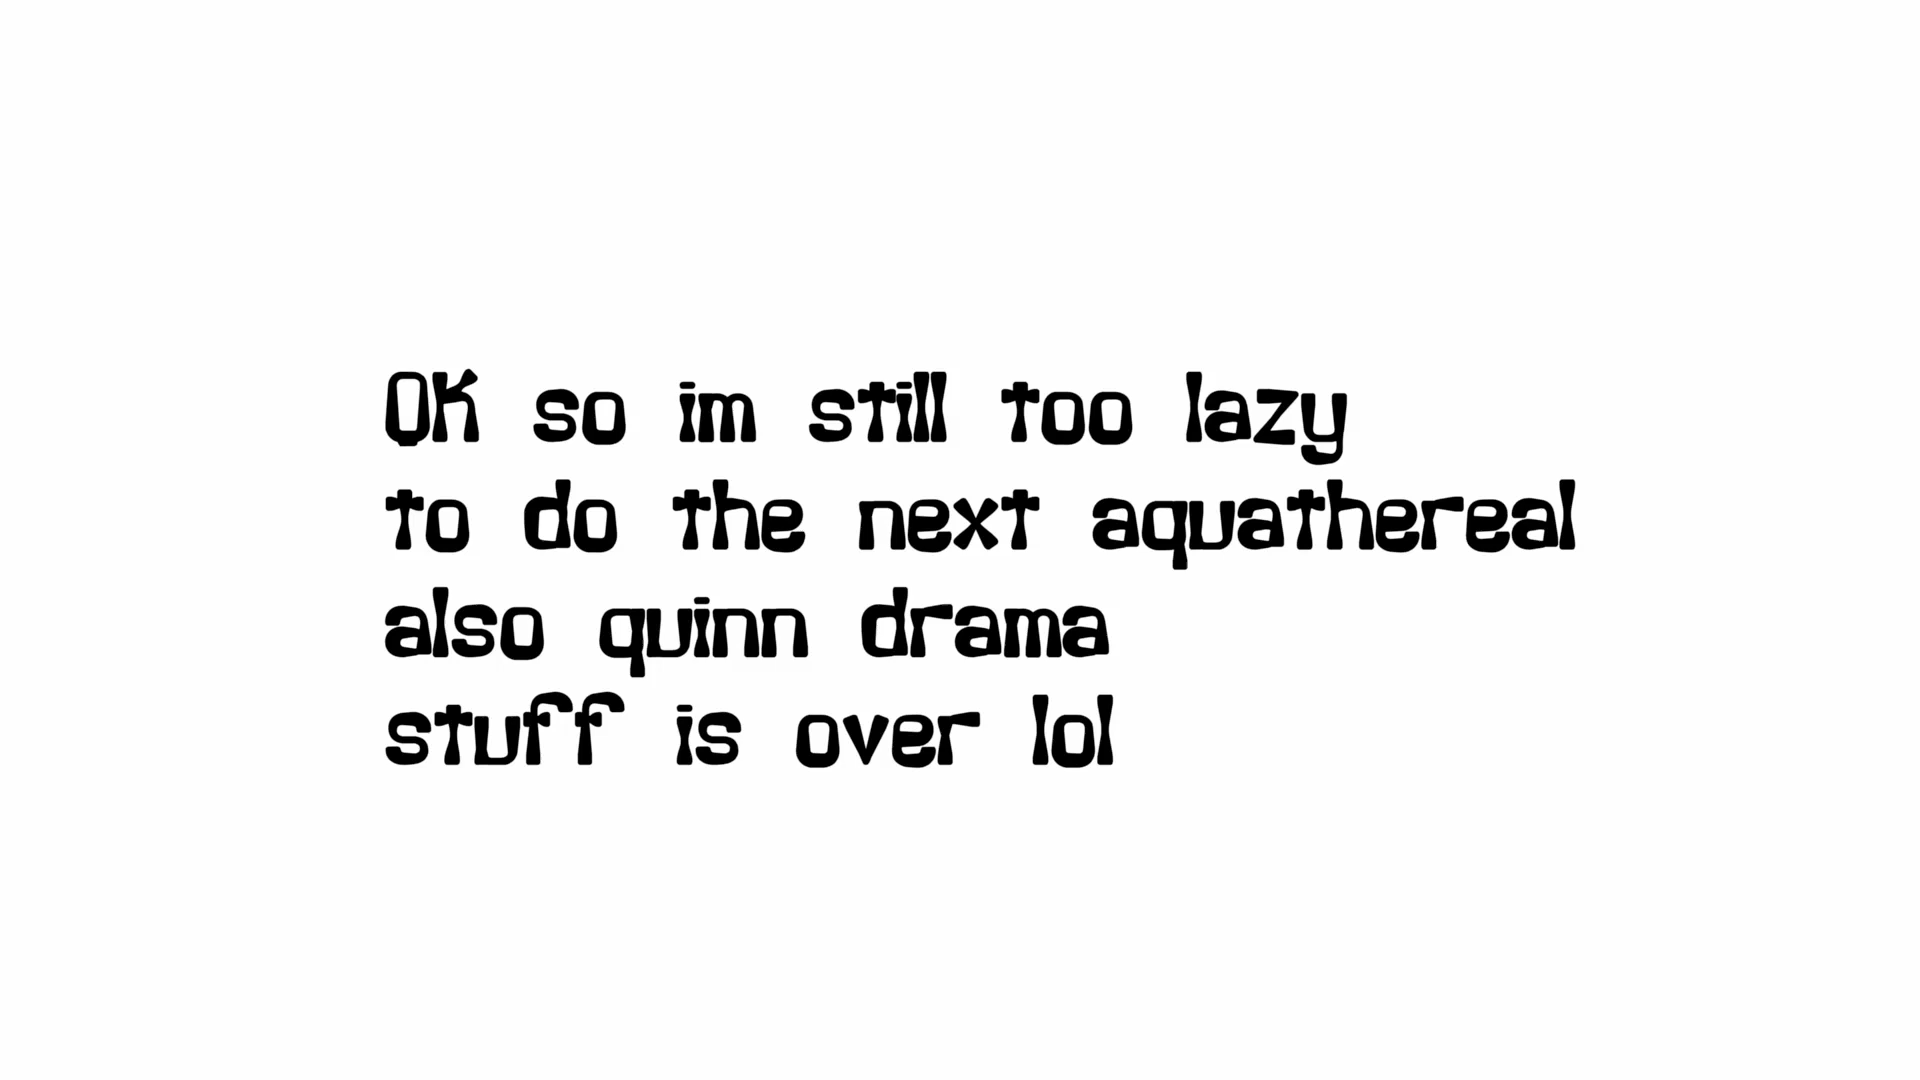 OK so im still too lazy
to do the next aquathereal
also quinn drama
stuff is over lol